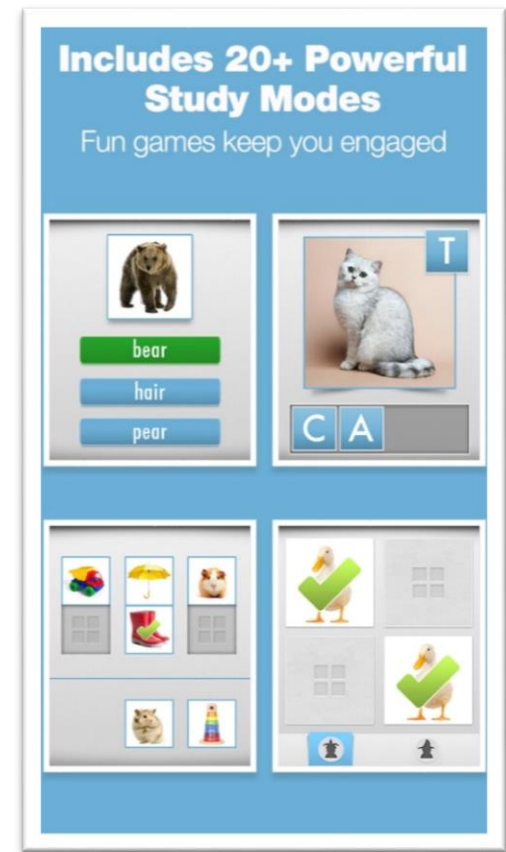 Includes 20+ Powerful
Study Modes
Fun games keep you engaged
bear
hair
pear
T
C A